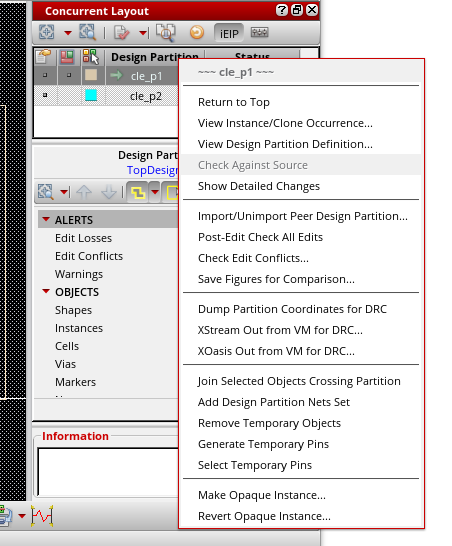 Concurrent Layout
iEIP
Design Partition Status
cle_p1
cle_p2
~~~ cle_p1 ~~~
Return to Top
View Instance/Clone Occurrence...
View Design Partition Definition...
Check Against Source
Show Detailed Changes
Import/Unimport Peer Design Partition...
Post-Edit Check All Edits
Check Edit Conflicts...
Save Figures for Comparison...
Dump Partition Coordinates for DRC
XStream Out from VM for DRC...
XOasis Out from VM for DRC...
Join Selected Objects Crossing Partition
Add Design Partition Nets Set
Remove Temporary Objects
Generate Temporary Pins
Select Temporary Pins
Make Opaque Instance...
Revert Opaque Instance...
Design Par
TopDesign
ALERTS
Edit Losses
Edit Conflicts
Warnings
OBJECTS
Shapes
Instances
Cells
Vias
Markers
Information